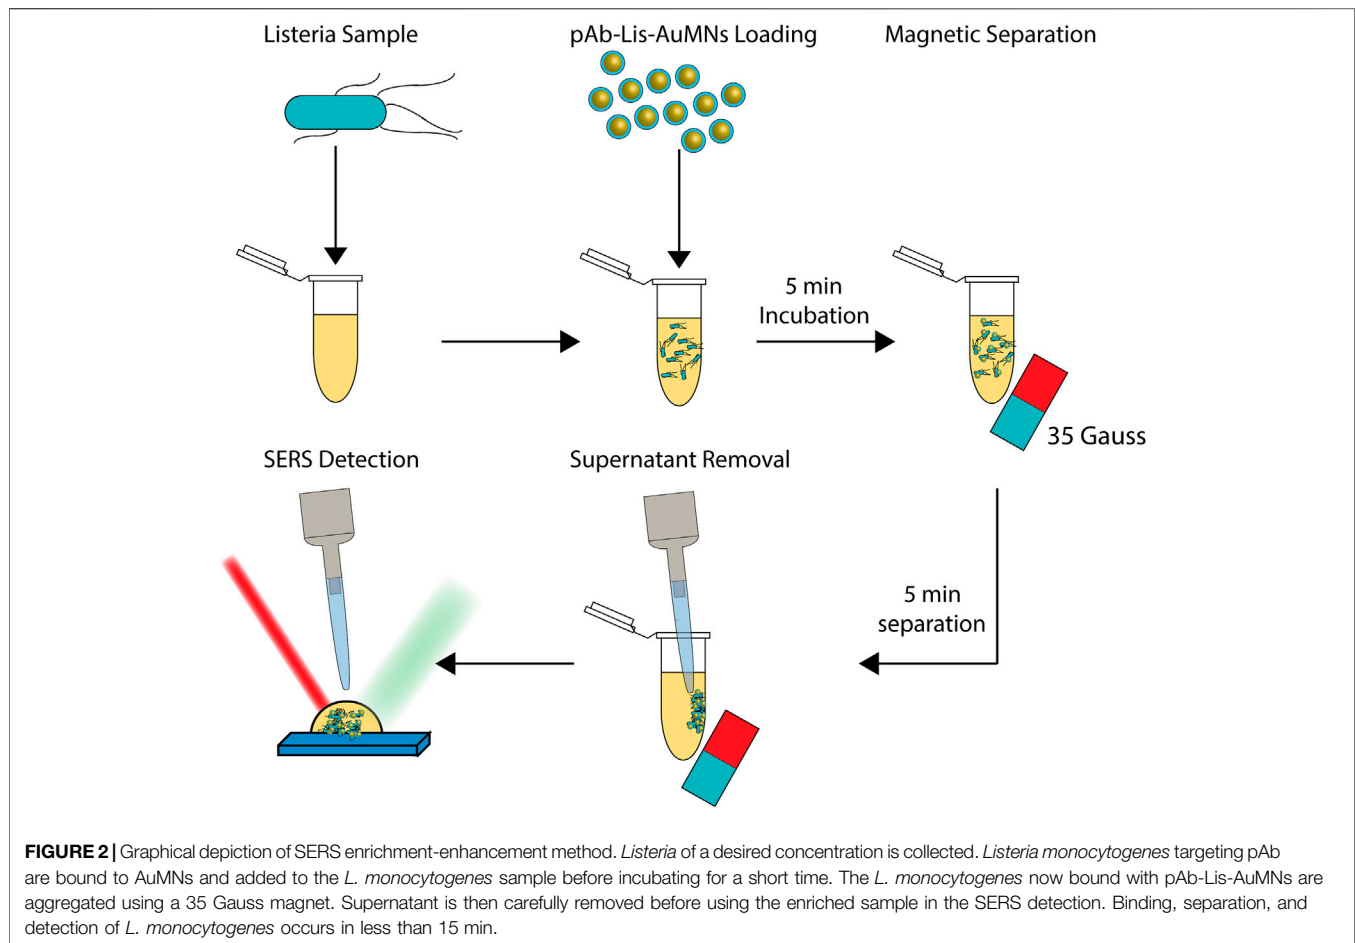 Listeria Sample
pAb-Lis-AuMNs Loading
Magnetic Separation
5 min
Incubation
35 Gauss
SERS Detection
Supernatant Removal
5 min
separation
FIGURE 2 | Graphical depiction of SERS enrichment-enhancement method. Listeria of a desired concentration is collected. Listeria monocytogenes targeting pAb
are bound to AuMNs and added to the L. monocytogenes sample before incubating for a short time. The L. monocytogenes now bound with pAb-Lis-AuMNs are
aggregated using a 35 Gauss magnet. Supernatant is then carefully removed before using the enriched sample in the SERS detection. Binding, separation, and
detection of L. monocytogenes occurs in less than 15 min.